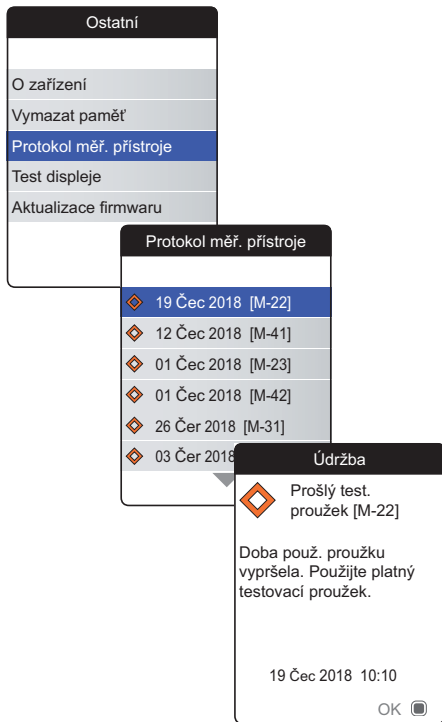 Ostatní
O zařízení
Vymazat paměť
Protokol měř. přístroje
Test displeje
Aktualizace firmwaru
Protokol měř. přístroje
19 Čec 2018 [M-22]
12 Čec 2018 [M-41]
01 Čec 2018 [M-23]
01 Čec 2018 [M-42]
26 Čer 2018 [M-31]
03 Čer 2018
Údržba
Prošlý test.
proužek [M-22]
Doba použ. proužku
vypršela. Použijte platný
testovací proužek.
19 Čec 2018 10:10
OK